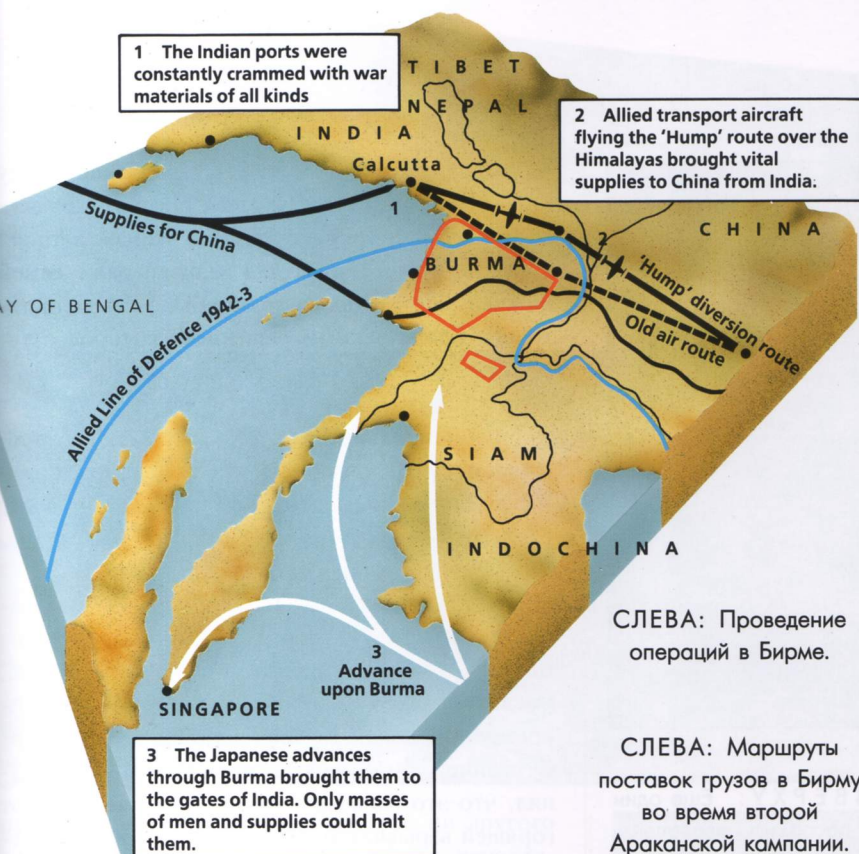 1 The Indian ports were
constantly crammed with war
materials of all kinds
TIBET
NEPAL
INDIA
2 Allied transport aircraft
flying the ‘Hump’ route over the
Himalayas brought vital
supplies to China from India.
Calcutta
1
Supplies for China
2
CHINA
BURMA
‘Hump’ diversion route
Old air route
AY OF BENGAL
Allied Line of Defence 1942-3
SIAM
INDOCHINA
3
Advance
upon Burma
SINGAPORE
3 The Japanese advances
through Burma brought them to
the gates of India. Only masses
of men and supplies could halt
them.
СЛЕВА: Проведение
операций в Бирме.
СЛЕВА: Маршруты
поставок грузов в Бирму
во время второй
Араканской кампании.